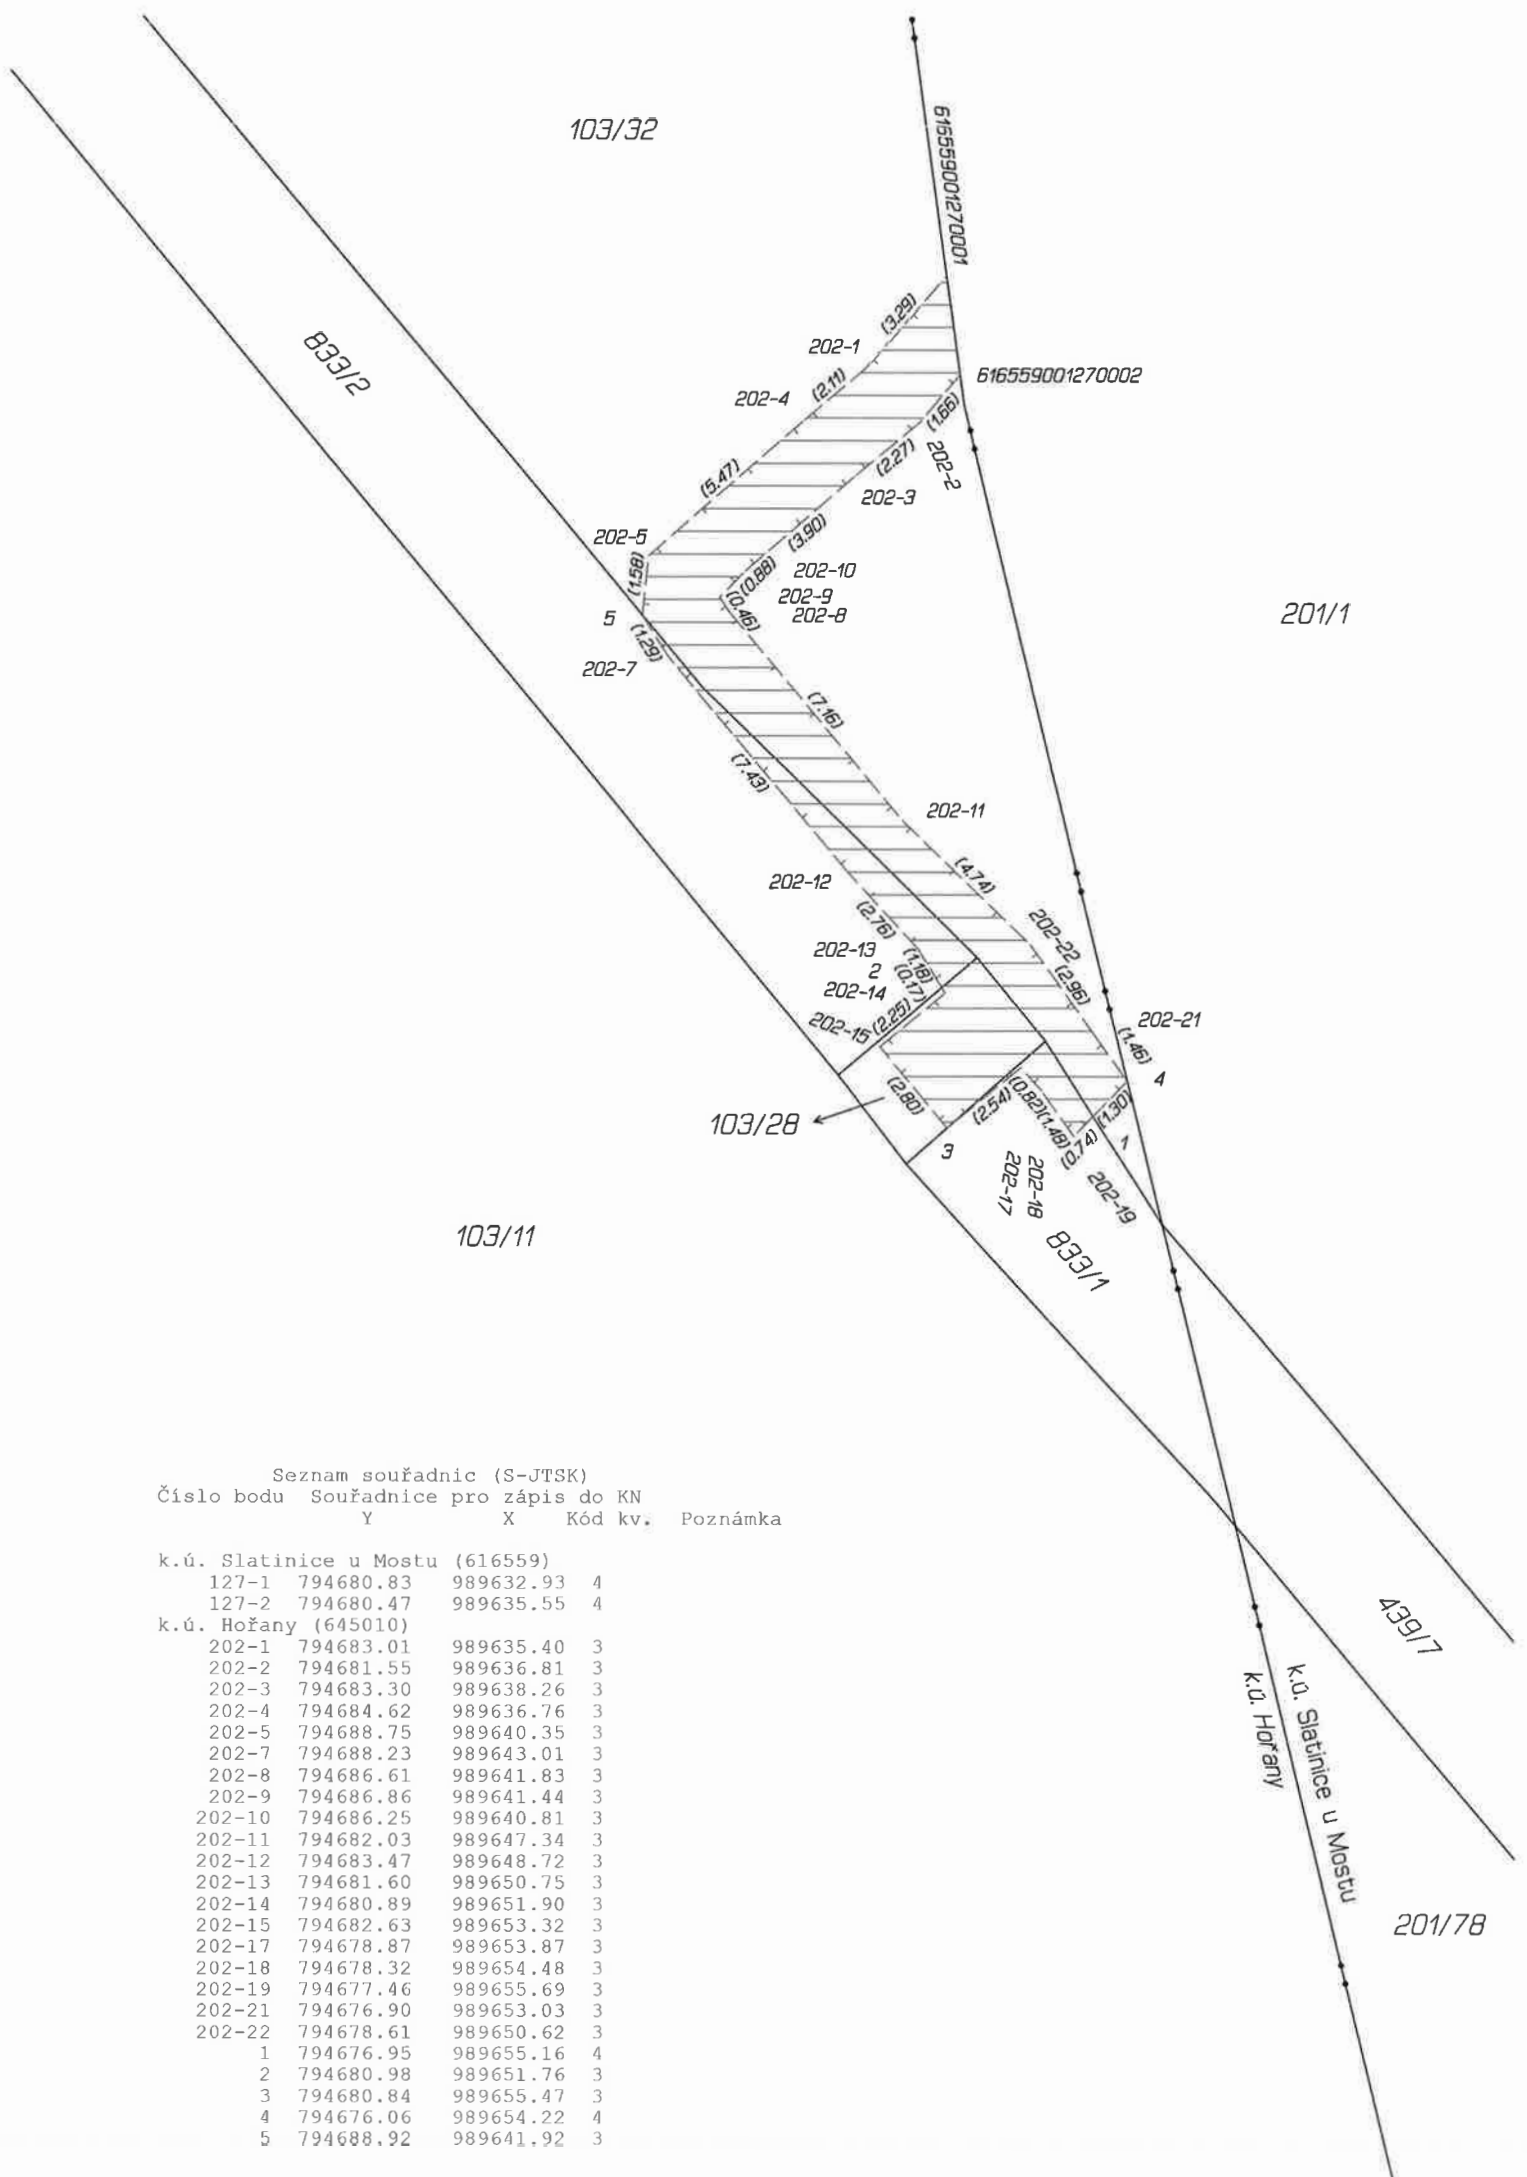 103/32
616559001270001
833/2
(3.29)
202-1
616559001270002
(2.11)
202-4
(1.66)
202-2
(2.27)
(5.47)
202-3
(3.90)
202-5
(1.58)
(0.88)
202-10
202-9
(0.46)
202-8
5
201/1
(1.29)
202-7
(7.16)
(7.43)
202-11
(4.74)
202-12
(2.76)
202-22
202-13
(1.18)
2
(0.17)
(2.96)
202-14
(2.25)
202-15
202-21
(1.46)
4
(2.80)
(2.54)
(0.82)
(1.48)
(0.74)
(1.30)
103/28
3
1
202-17
202-18
202-19
103/11
833/1
439/7
k.ú. Hořany
k.ú. Slatinice u Mostu
201/78
Seznam souřadnic (S-JTSK)
Číslo bodu Souřadnice pro zápis do KN
Y X Kód kv. Poznámka
k.ú. Slatinice u Mostu (616559)
127-1 794680.83 989632.93 4
127-2 794680.47 989635.55 4
k.ú. Hořany (645010)
202-1 794683.01 989635.40 3
202-2 794681.55 989636.81 3
202-3 794683.30 989638.26 3
202-4 794684.62 989636.76 3
202-5 794688.75 989640.35 3
202-7 794688.23 989643.01 3
202-8 794686.61 989641.83 3
202-9 794686.86 989641.44 3
202-10 794686.25 989640.81 3
202-11 794682.03 989647.34 3
202-12 794683.47 989648.72 3
202-13 794681.60 989650.75 3
202-14 794680.89 989651.90 3
202-15 794682.63 989653.32 3
202-17 794678.87 989653.87 3
202-18 794678.32 989654.48 3
202-19 794677.46 989655.69 3
202-21 794676.90 989653.03 3
202-22 794678.61 989650.62 3
1 794676.95 989655.16 4
2 794680.98 989651.76 3
3 794680.84 989655.47 3
4 794676.06 989654.22 4
5 794688.92 989641.92 3